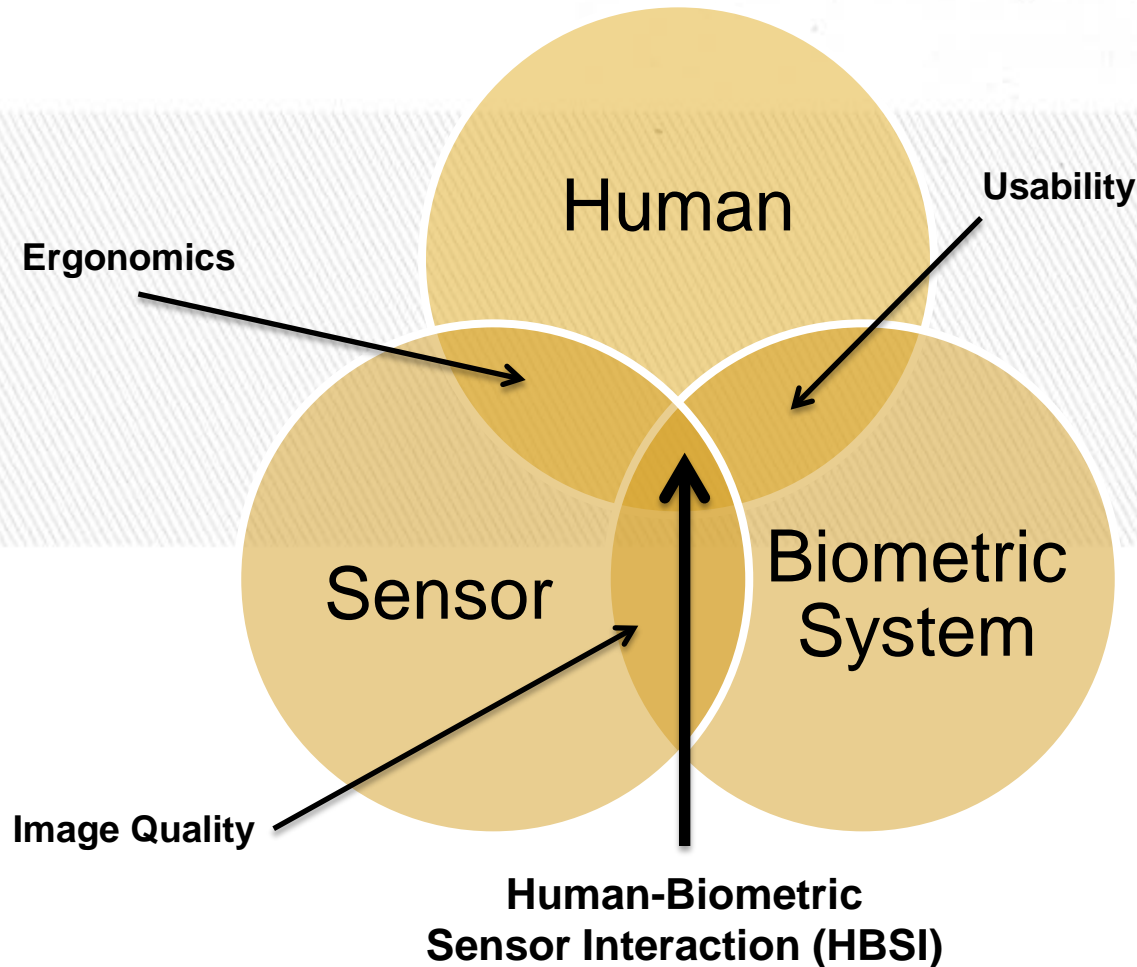 Human
Usability
Ergonomics
Sensor
Biometric
System
Image Quality
Human-Biometric
Sensor Interaction (HBSI)